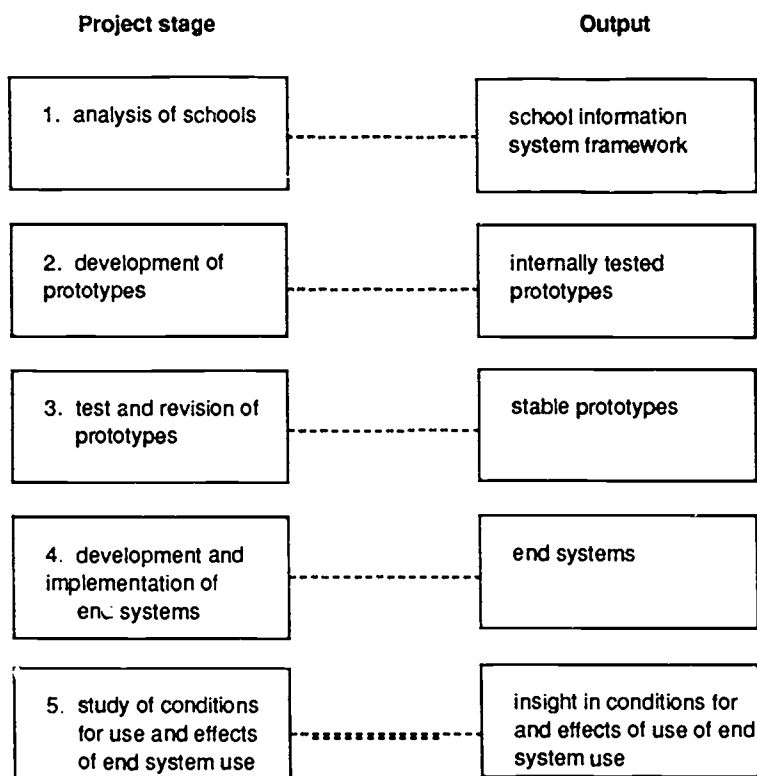 Project stage Output
1. analysis of schools
school information
system framework
2. development of
prototypes
internally tested
prototypes
3. test and revision of
prototypes
stable prototypes
4. development and
implementation of
end systems
end systems
5. study of conditions
for use and effects
of end system use
insight in conditions for
and effects of use of end
system use